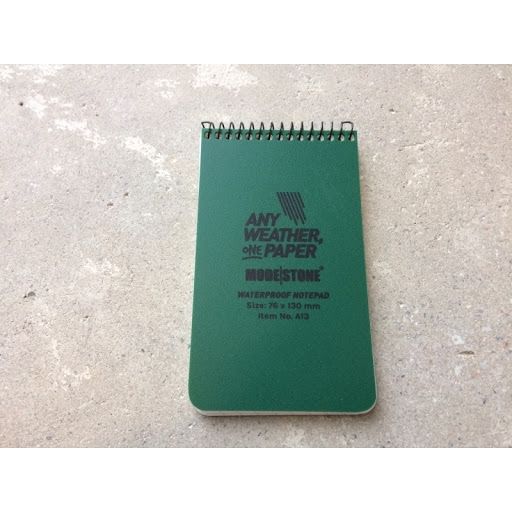 ANY
WEATHER,
ONE PAPER
MODESTONE®
WATERPROOF NOTEPAD
Size: 76 x 130 mm
Item No. A13